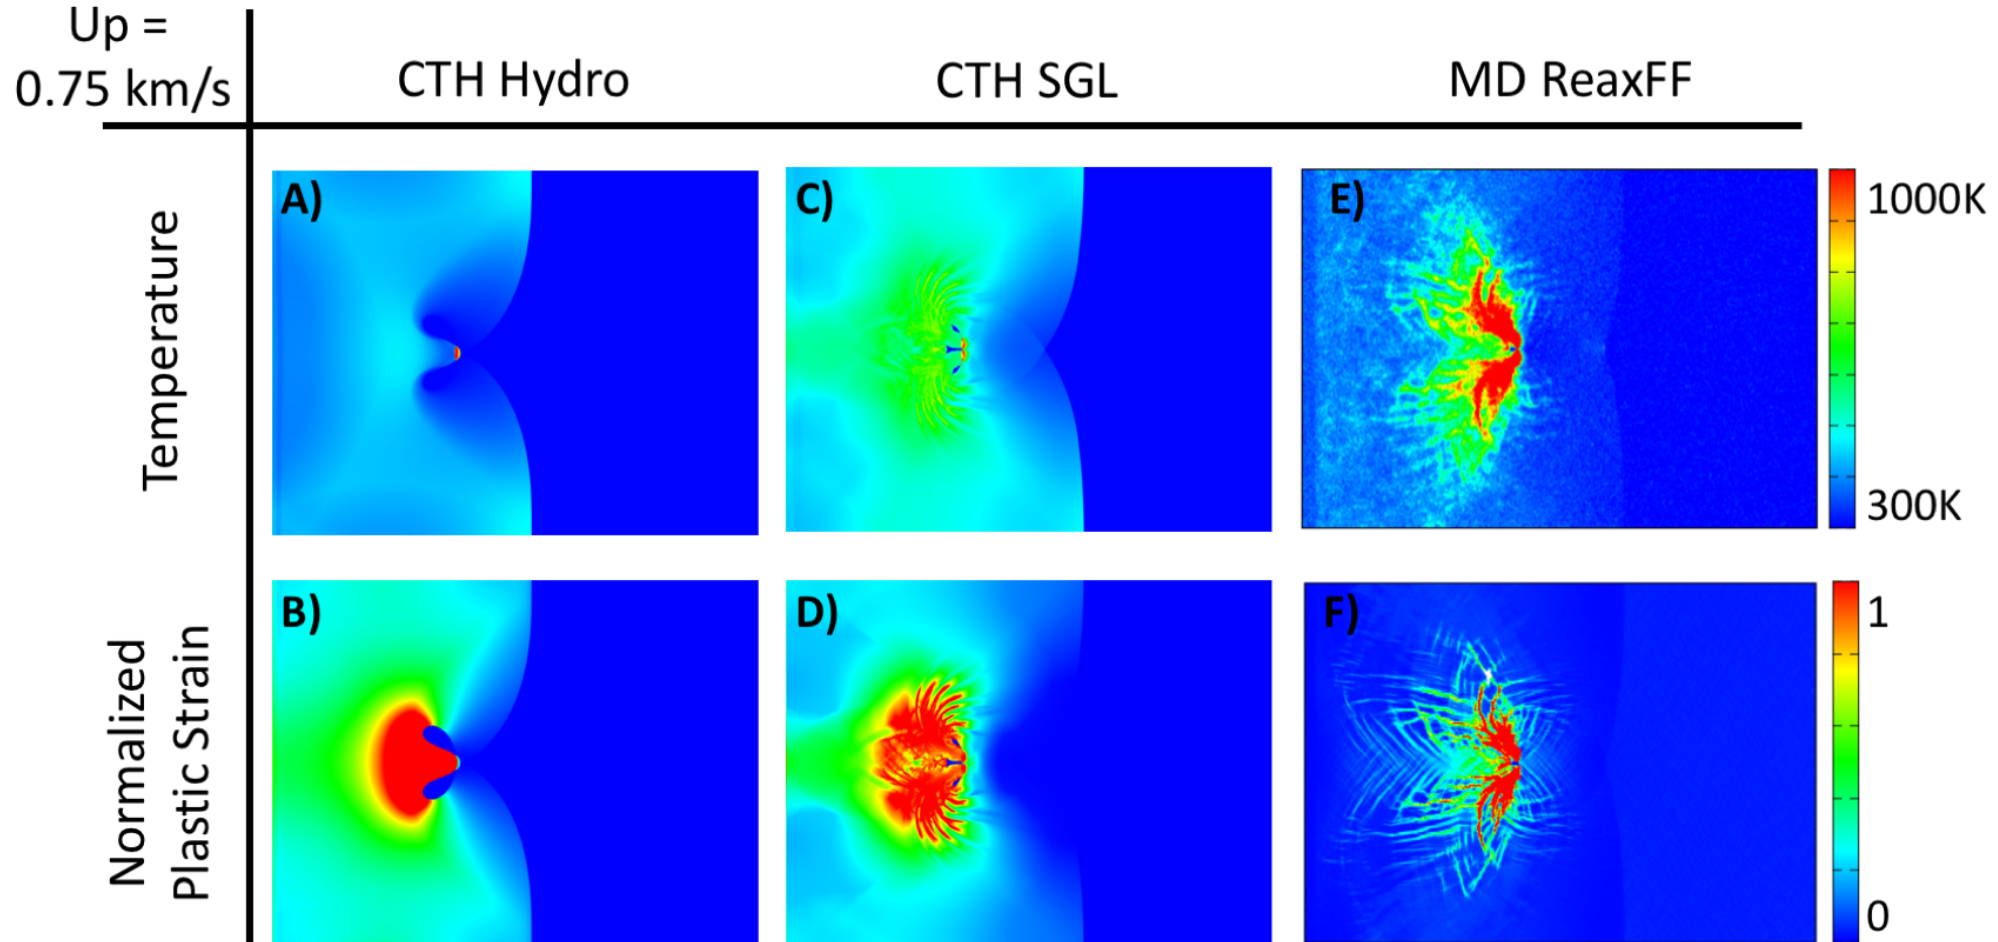 Up =
0.75 km/s
CTH Hydro
CTH SGL
MD ReaxFF
Temperature
A)
C)
E)
1000K
300K
Normalized
Plastic Strain
B)
D)
F)
1
0